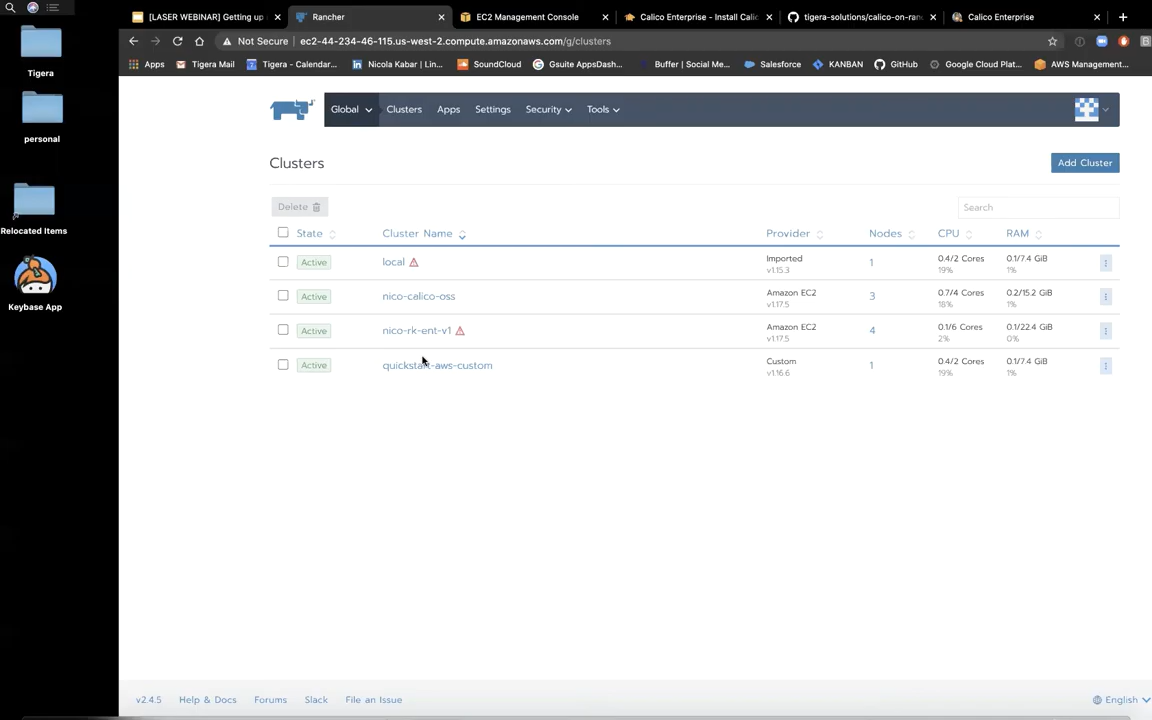 [LASER WEBINAR] Getting up
Rancher
EC2 Management Console
Calico Enterprise - Install Calic
tigera-solutions/calico-on-ran
Calico Enterprise
Not Secure
ec2-44-234-46-115.us-west-2.compute.amazonaws.com/g/clusters
Apps
Tigera Mail
Tigera - Calendar...
Nicola Kabar | Lin...
SoundCloud
Gsuite AppsDash...
Buffer | Social Me...
Salesforce
KANBAN
GitHub
Google Cloud Plat...
AWS Management...
Tigera
personal
Relocated Items
Keybase App
Global
Clusters
Apps
Settings
Security
Tools
Clusters
Add Cluster
Delete
Search
State
Cluster Name
Provider
Nodes
CPU
RAM
Active
local
Imported
v1.15.3
1
0.4/2 Cores
19%
0.1/7.4 GiB
1%
Active
nico-calico-oss
Amazon EC2
v1.17.5
3
0.7/4 Cores
18%
0.2/15.2 GiB
1%
Active
nico-rk-ent-v1
Amazon EC2
v1.17.5
4
0.1/6 Cores
2%
0.1/22.4 GiB
0%
Active
quickstart-aws-custom
Custom
v1.16.6
1
0.4/2 Cores
19%
0.1/7.4 GiB
1%
v2.4.5
Help & Docs
Forums
Slack
File an Issue
English